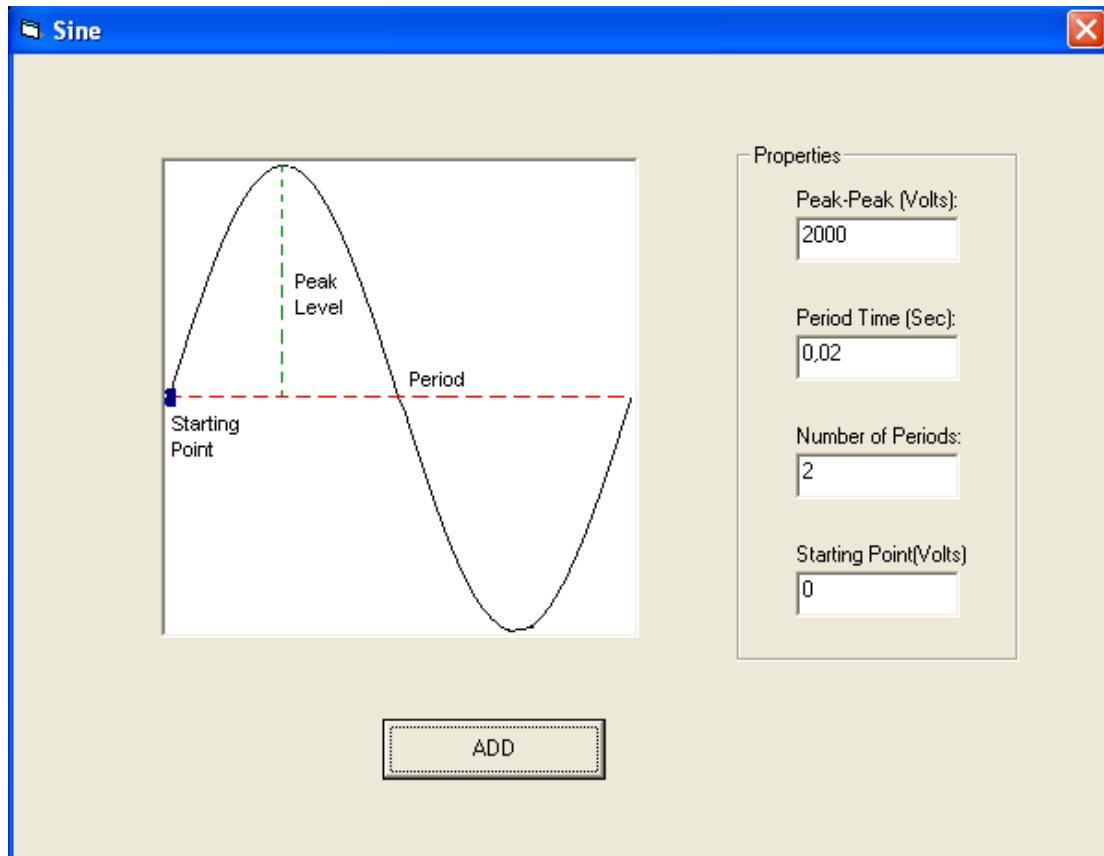 Sine
Peak
Level
Period
Starting
Point
Properties
Peak-Peak (Volts):
2000
Period Time (Sec):
0,02
Number of Periods:
2
Starting Point(Volts)
0
ADD